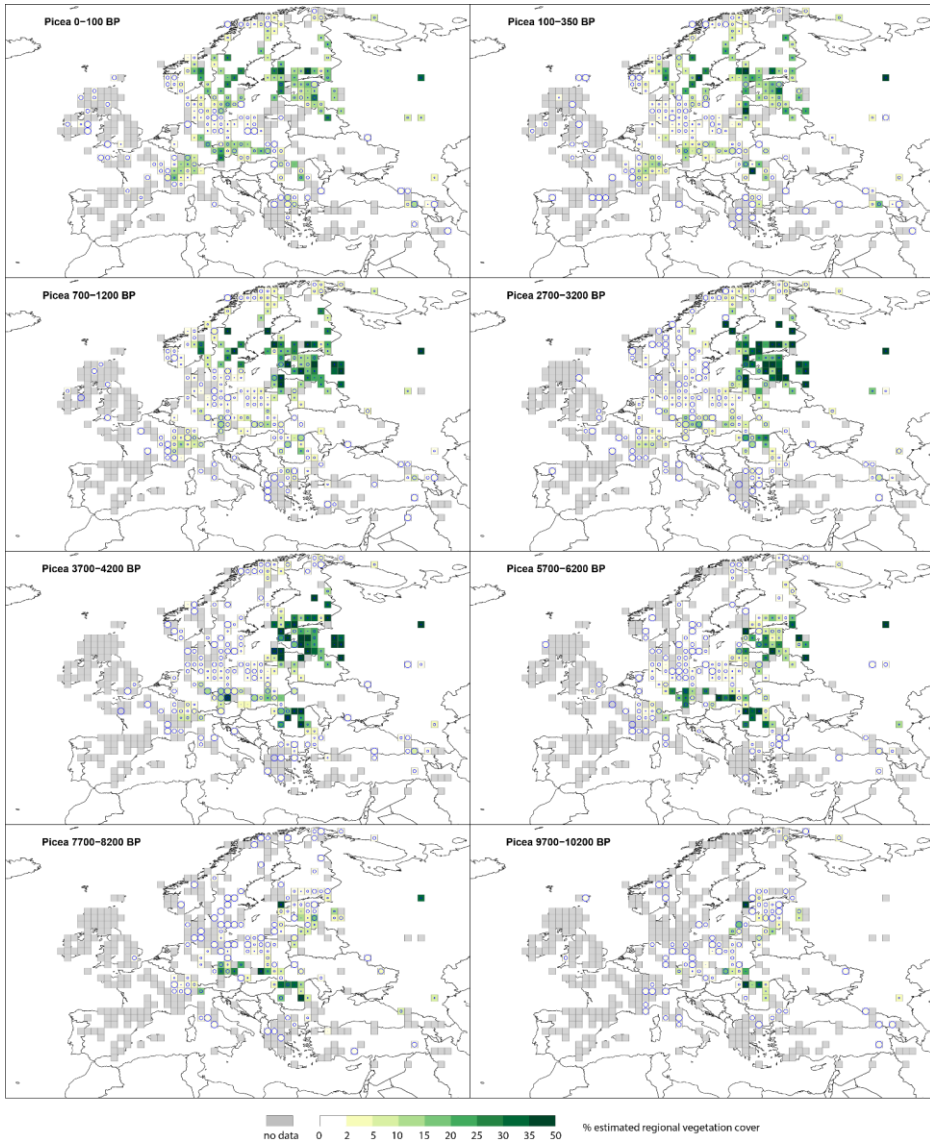 Picea 0–100 BP
Picea 100–350 BP
Picea 700–1200 BP
Picea 2700–3200 BP
Picea 3700–4200 BP
Picea 5700–6200 BP
Picea 7700–8200 BP
Picea 9700–10200 BP
no data
0 2 5 10 15 20 25 30 35 50
% estimated regional vegetation cover